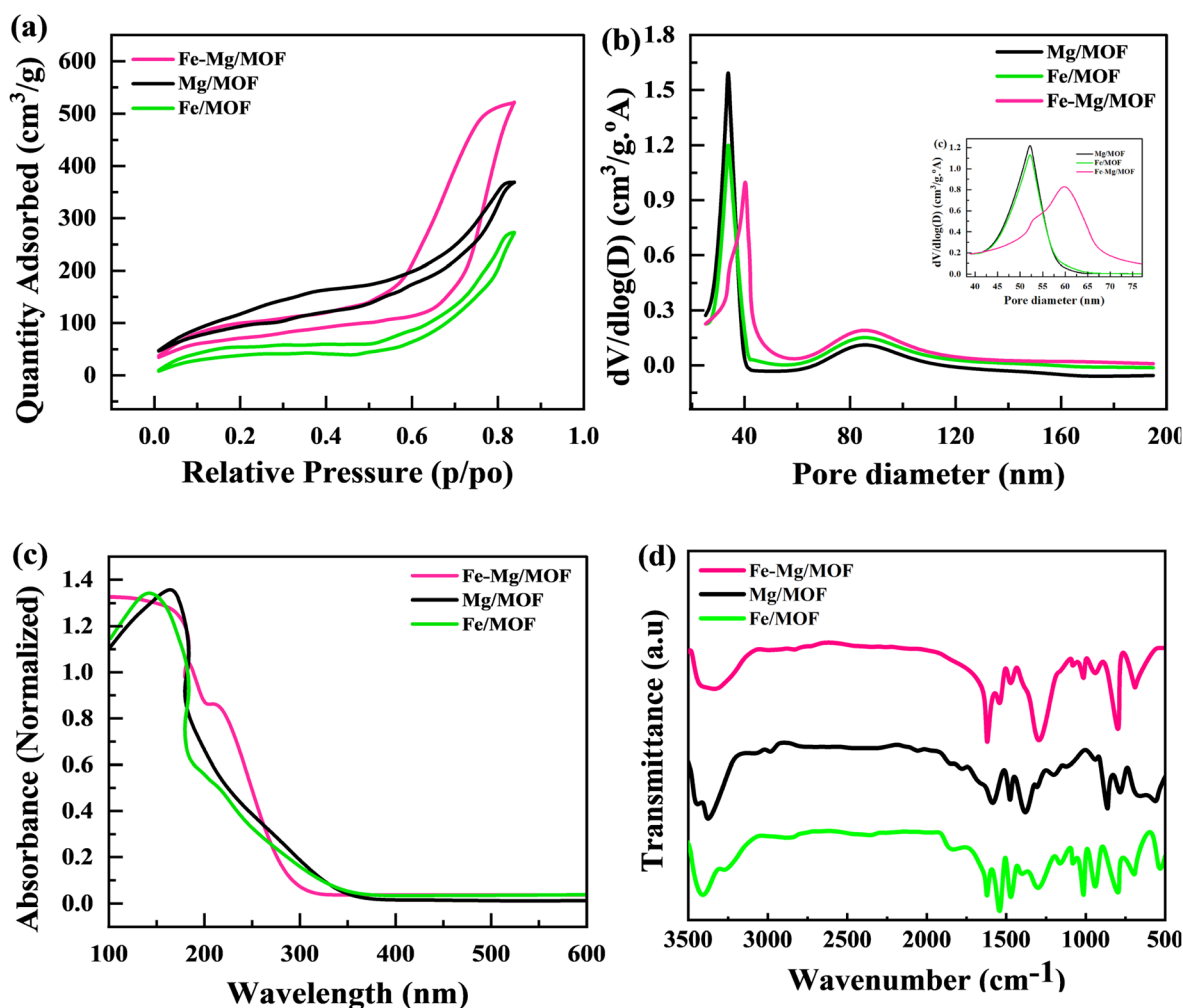 (a)
Quantity Adsorbed (cm³/g)
600
500
400
300
200
100
0
Fe-Mg/MOF
Mg/MOF
Fe/MOF
0.0 0.2 0.4 0.6 0.8 1.0
Relative Pressure (p/po)
(b)
dV/dlog(D) (cm³/g.ºA)
1.8
1.5
1.2
0.9
0.6
0.3
0.0
Mg/MOF
Fe/MOF
Fe-Mg/MOF
(c)
dV/dlog(D) (cm³/g.ºA)
1.2
1.0
0.8
0.6
0.4
0.2
0.0
Mg/MOF
Fe/MOF
Fe-Mg/MOF
40 45 50 55 60 65 70 75
Pore diameter (nm)
40 80 120 160 200
Pore diameter (nm)
(c)
Absorbance (Normalized)
1.4
1.2
1.0
0.8
0.6
0.4
0.2
0.0
Fe-Mg/MOF
Mg/MOF
Fe/MOF
100 200 300 400 500 600
Wavelength (nm)
(d)
Transmittance (a.u)
Fe-Mg/MOF
Mg/MOF
Fe/MOF
3500 3000 2500 2000 1500 1000 500
Wavenumber (cm-1)